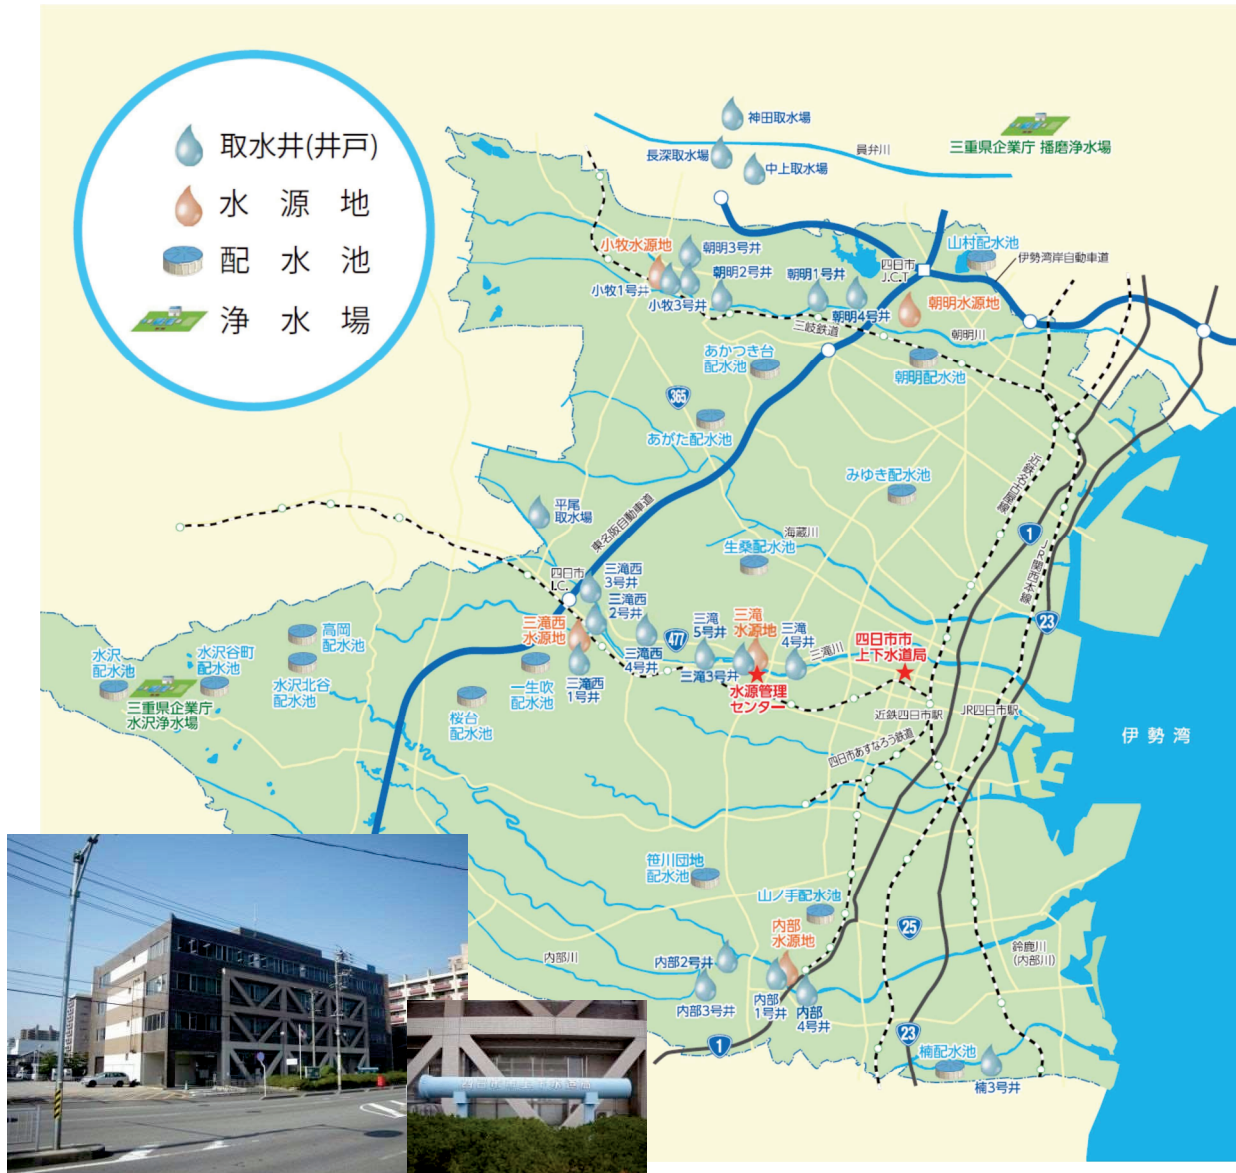 取水井(井戸)
水源地
配水池
浄水場
神田取水場
長深取水場
中上取水場
員弁川
三重県企業庁 播磨浄水場
小牧水源地
朝明3号井
朝明2号井
朝明1号井
小牧1号井
小牧3号井
朝明4号井
四日市
J.C.T
山村配水池
伊勢湾岸自動車道
朝明水源地
三岐鉄道
朝明川
あかつき台
配水池
朝明配水池
365
あがた配水池
みゆき配水池
近鉄名古屋線
平尾
取水場
東名阪自動車道
海蔵川
生桑配水池
1
JR関西本線
23
四日市
I.C.
三滝西
3号井
三滝西
2号井
三滝西
水源地
三滝西
4号井
三滝西
1号井
477
三滝
5号井
三滝
水源地
三滝
4号井
三滝3号井
三滝川
四日市市
上下水道局
水源管理
センター
高岡
配水池
水沢
配水池
水沢谷町
配水池
水沢北谷
配水池
三重県企業庁
水沢浄水場
一生吹
配水池
桜台
配水池
近鉄四日市駅
JR四日市駅
四日市あすなろう鉄道
伊勢湾
笹川団地
配水池
山ノ手配水池
内部
水源地
25
鈴鹿川
(内部川)
内部川
内部2号井
内部3号井
内部
1号井
内部
4号井
1
23
楠配水池
楠3号井
四日市市上下水道局